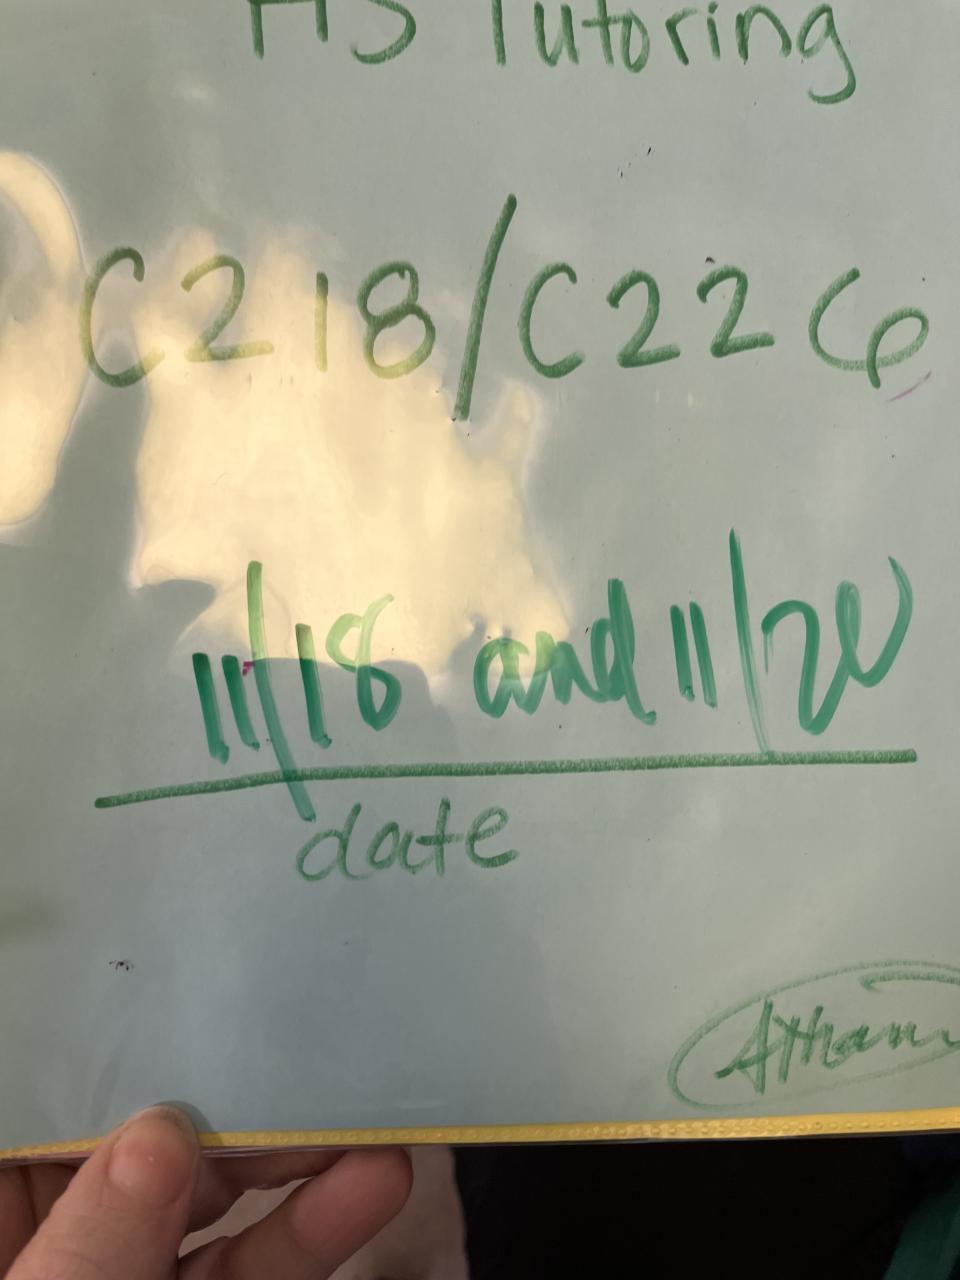 HS Tutoring
C218/C226
11/18 and 11/20
date